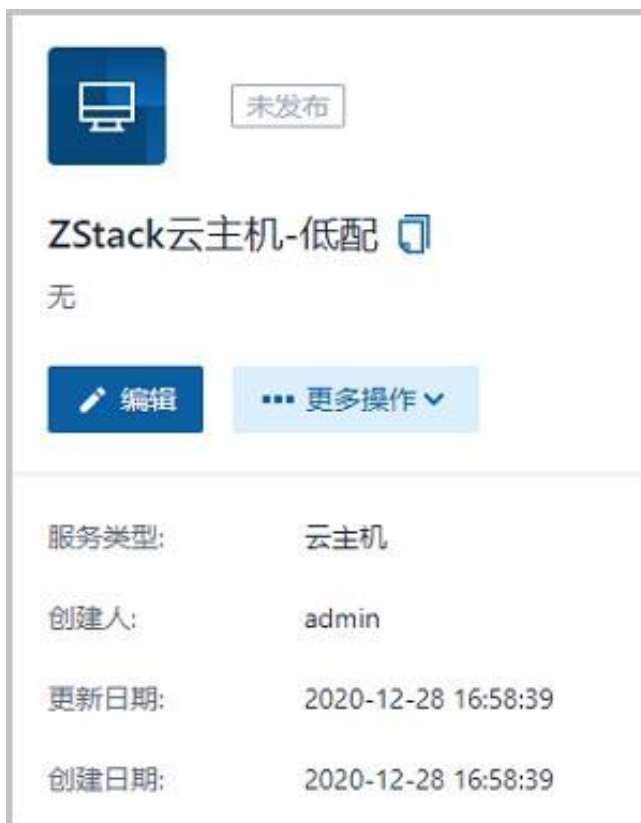 未发布
ZStack云主机-低配
无
编辑
更多操作
服务类型: 云主机
创建人: admin
更新日期: 2020-12-28 16:58:39
创建日期: 2020-12-28 16:58:39